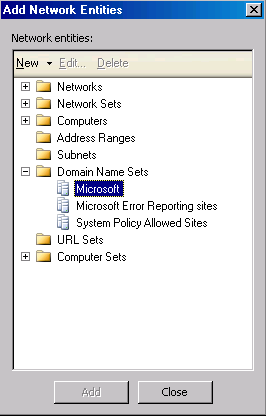 Add Network Entities
Network entities:
New Edit... Delete
Networks
Network Sets
Computers
Address Ranges
Subnets
Domain Name Sets
Microsoft
Microsoft Error Reporting sites
System Policy Allowed Sites
URL Sets
Computer Sets
Add Close